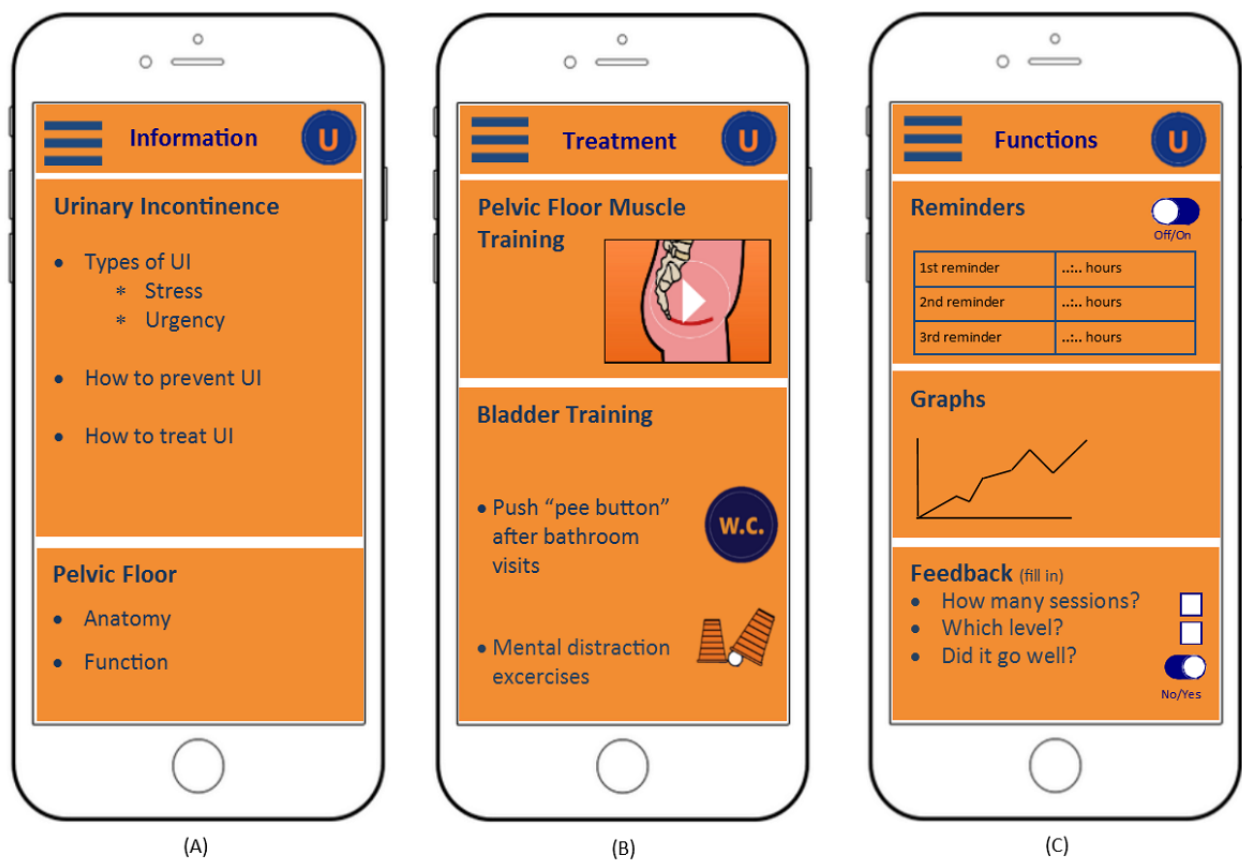 Information
U
Urinary Incontinence
• Types of UI
* Stress
* Urgency
• How to prevent UI
• How to treat UI
Pelvic Floor
• Anatomy
• Function
(A)
Treatment
U
Pelvic Floor Muscle
Training
Bladder Training
• Push “pee button”
after bathroom
visits
W.C.
• Mental distraction
excercises
(B)
Functions
U
Reminders
Off/On
1st reminder ..:.. hours
2nd reminder ..:.. hours
3rd reminder ..:.. hours
Graphs
Feedback (fill in)
• How many sessions?
• Which level?
• Did it go well?
No/Yes
(C)